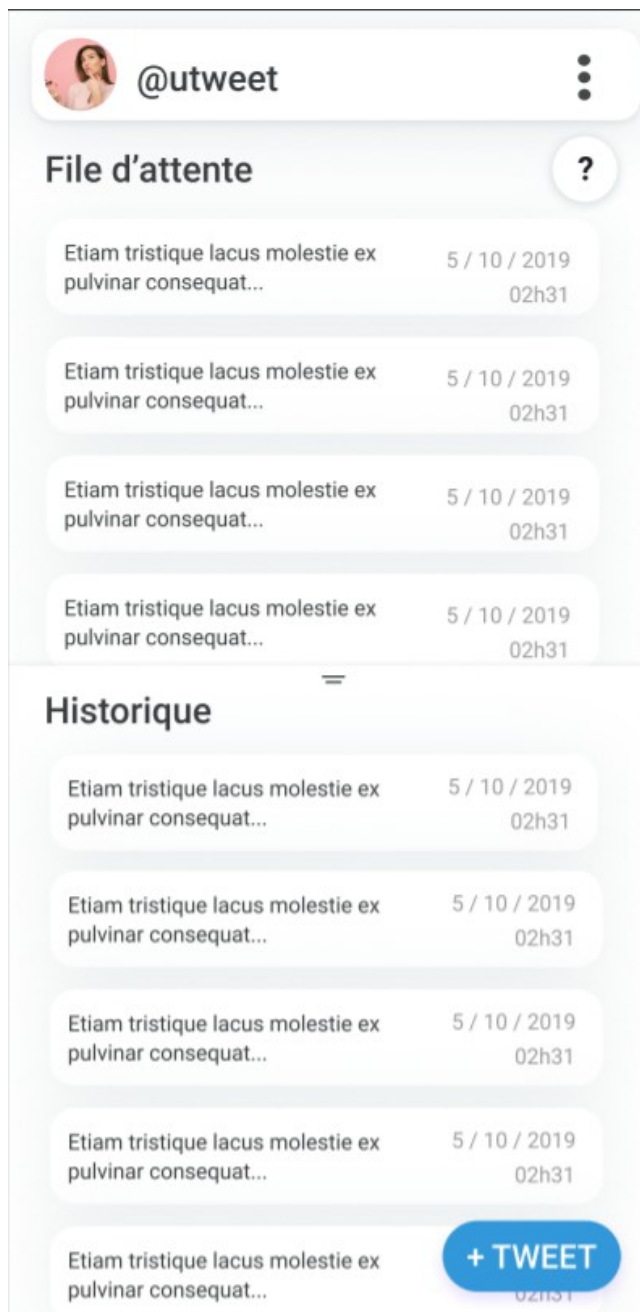 @utweet
File d’attente
?
Etiam tristique lacus molestie ex
pulvinar consequat...
5 / 10 / 2019
02h31
Etiam tristique lacus molestie ex
pulvinar consequat...
5 / 10 / 2019
02h31
Etiam tristique lacus molestie ex
pulvinar consequat...
5 / 10 / 2019
02h31
Etiam tristique lacus molestie ex
pulvinar consequat...
5 / 10 / 2019
02h31
Historique
Etiam tristique lacus molestie ex
pulvinar consequat...
5 / 10 / 2019
02h31
Etiam tristique lacus molestie ex
pulvinar consequat...
5 / 10 / 2019
02h31
Etiam tristique lacus molestie ex
pulvinar consequat...
5 / 10 / 2019
02h31
Etiam tristique lacus molestie ex
pulvinar consequat...
5 / 10 / 2019
02h31
Etiam tristique lacus molestie ex
pulvinar consequat...
+ TWEET